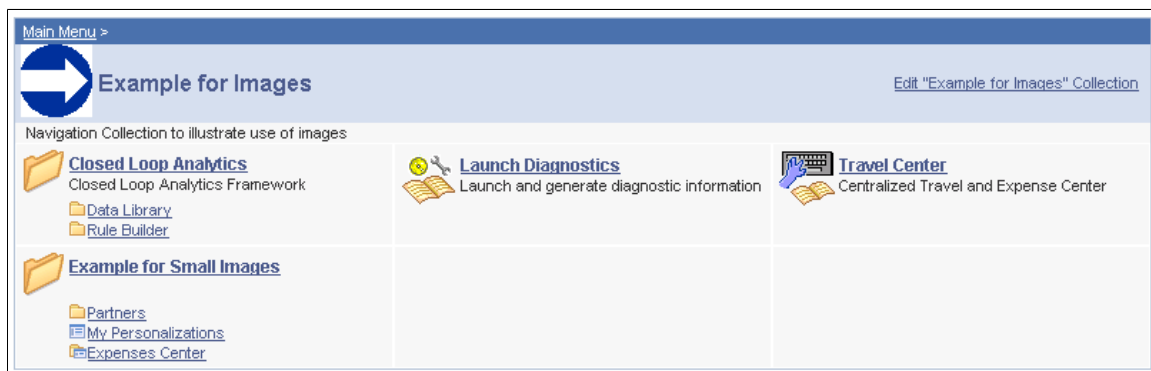 Main Menu >
Example for Images
Edit "Example for Images" Collection
Navigation Collection to illustrate use of images
Closed Loop Analytics
Closed Loop Analytics Framework
Data Library
Rule Builder
Launch Diagnostics
Launch and generate diagnostic information
Travel Center
Centralized Travel and Expense Center
Example for Small Images
Partners
My Personalizations
Expenses Center